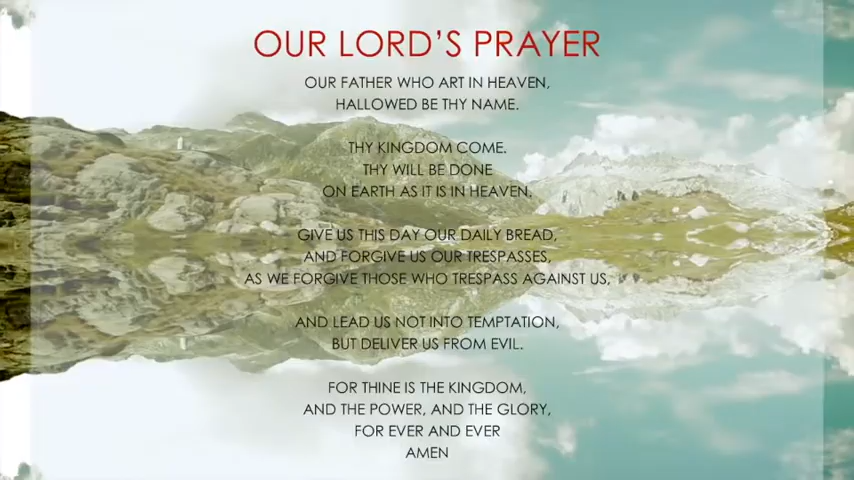 OUR LORD’S PRAYER
OUR FATHER WHO ART IN HEAVEN,
HALLOWED BE THY NAME.
THY KINGDOM COME.
THY WILL BE DONE
ON EARTH AS IT IS IN HEAVEN.
GIVE US THIS DAY OUR DAILY BREAD,
AND FORGIVE US OUR TRESPASSES,
AS WE FORGIVE THOSE WHO TRESPASS AGAINST US,
AND LEAD US NOT INTO TEMPTATION,
BUT DELIVER US FROM EVIL.
FOR THINE IS THE KINGDOM,
AND THE POWER, AND THE GLORY,
FOR EVER AND EVER
AMEN